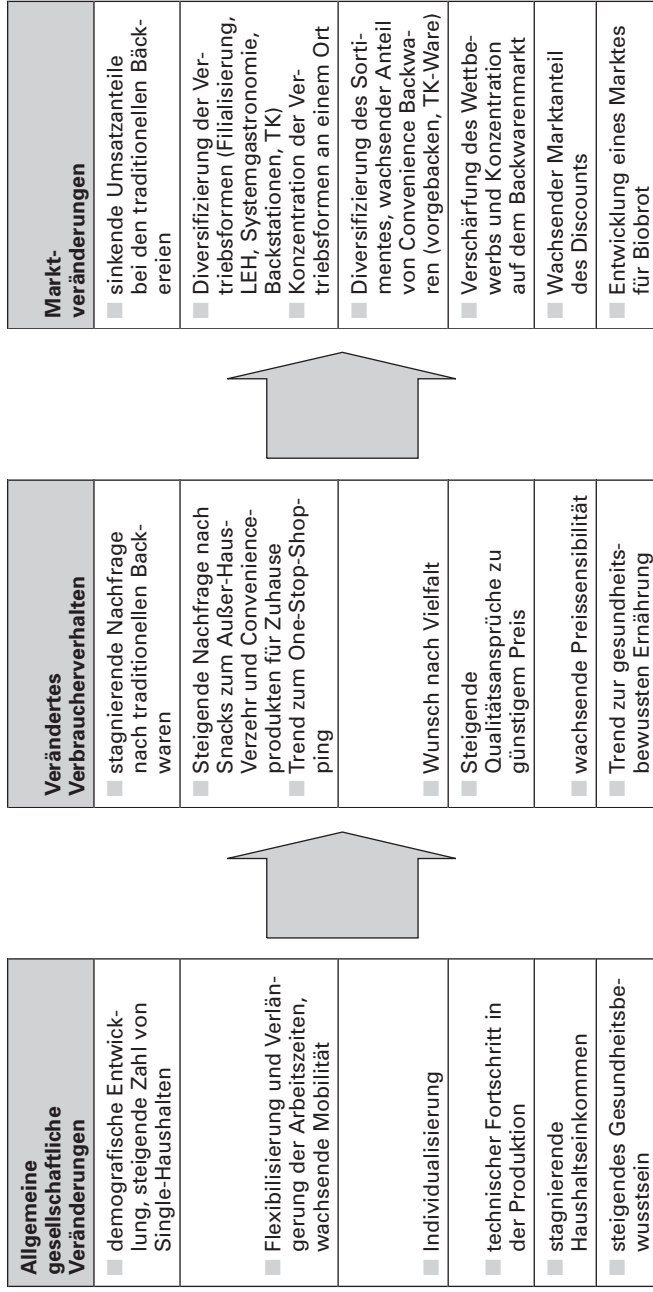 Allgemeine
gesellschaftliche
Veränderungen
demografische Entwick-
lung, steigende Zahl von
Single-Haushalten
Flexibilisierung und Verlän-
gerung der Arbeitszeiten,
wachsende Mobilität
Individualisierung
technischer Fortschritt in
der Produktion
stagnierende
Haushaltseinkommen
steigendes Gesundheitsbe-
wusstsein
Verändertes
Verbraucherverhalten
stagnierende Nachfrage
nach traditionellen Back-
waren
Steigende Nachfrage nach
Snacks zum Außer-Haus-
Verzehr und Convenience-
produkten für Zuhause
Trend zum One-Stop-Shop-
ping
Wunsch nach Vielfalt
Steigende
Qualitätsansprüche zu
günstigem Preis
wachsende Preissensibilität
Trend zur gesundheits-
bewussten Ernährung
Markt-
veränderungen
sinkende Umsatzanteile
bei den traditionellen Bäck-
ereien
Diversifizierung der Ver-
triebsformen (Filialisierung,
LEH, Systemgastronomie,
Backstationen, TK)
Konzentration der Ver-
triebsformen an einem Ort
Diversifizierung des Sorti-
mentes, wachsender Anteil
von Convenience Backwa-
ren (vorgebacken, TK-Ware)
Verschärfung des Wettbe-
werbs und Konzentration
auf dem Backwarenmarkt
Wachsender Marktanteil
des Discounts
Entwicklung eines Marktes
für Biobrot